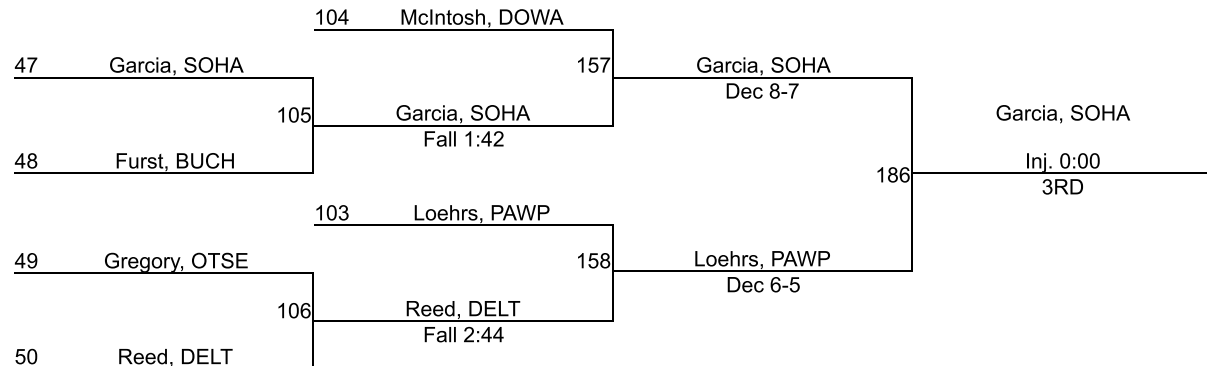 104 McIntosh, DOWA
47 Garcia, SOHA
157
Garcia, SOHA
Dec 8-7
105
Garcia, SOHA
Fall 1:42
Garcia, SOHA
48 Furst, BUCH
Inj. 0:00
186
3RD
103 Loehrs, PAWP
49 Gregory, OTSE
158
Loehrs, PAWP
Dec 6-5
106
Reed, DELT
Fall 2:44
50 Reed, DELT